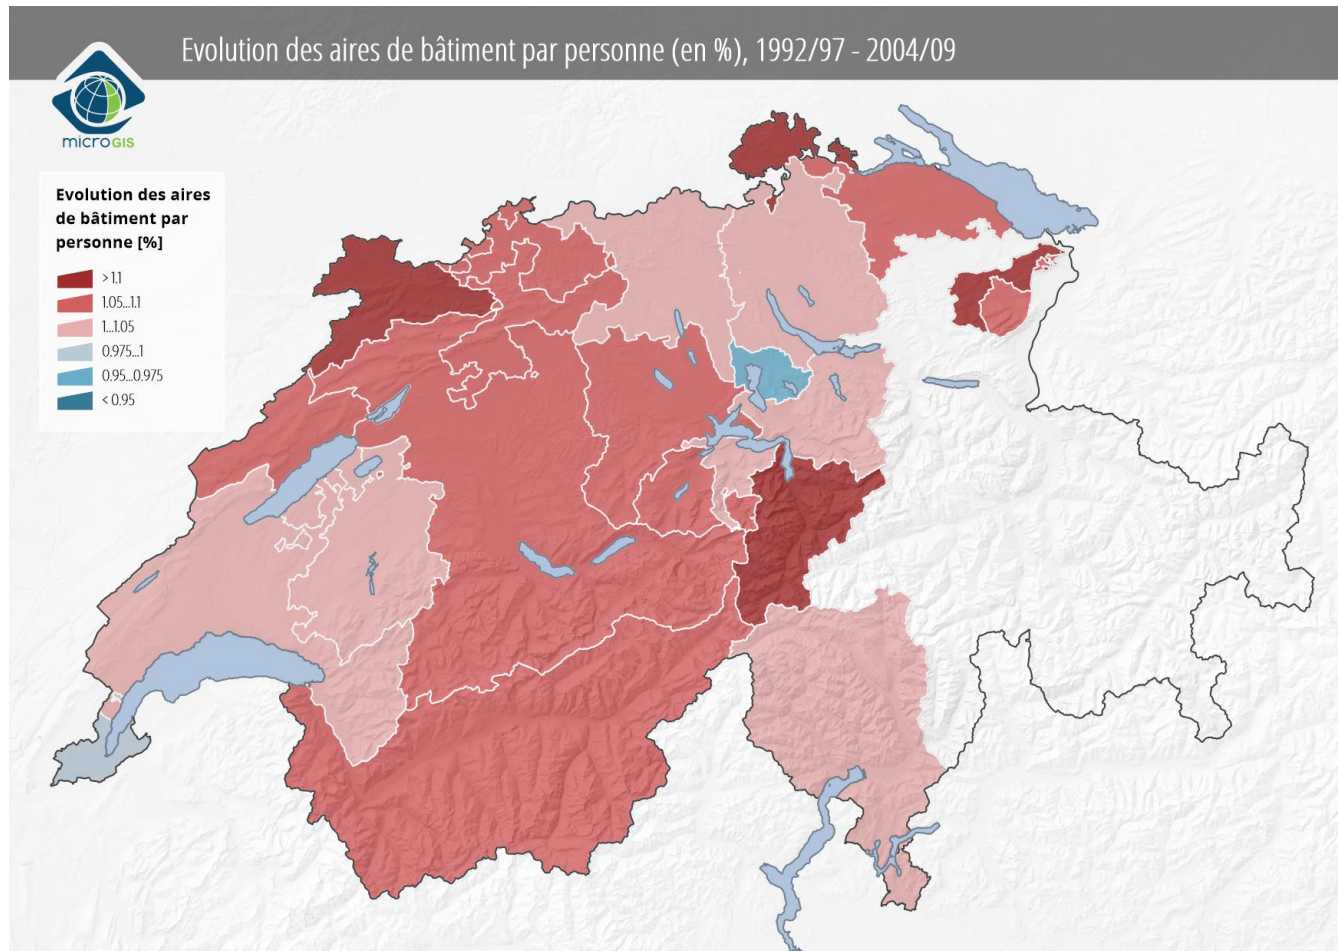 Evolution des aires de bâtiment par personne (en %), 1992/97 - 2004/09
microGIS
Evolution des aires
de bâtiment par
personne [%]
> 1.1
1.05...1.1
1...1.05
0.975...1
0.95...0.975
< 0.95